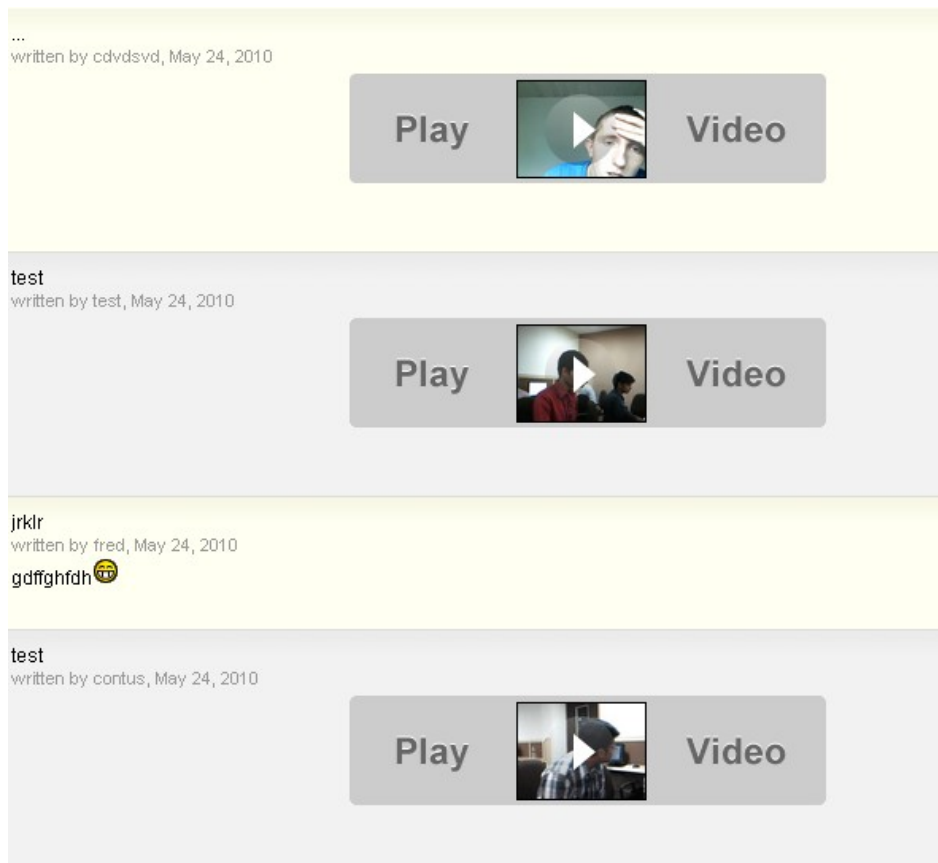 ...
written by cdvdsvd, May 24, 2010
Play Video
test
written by test, May 24, 2010
Play Video
jrklr
written by fred, May 24, 2010
gdffghfdh
test
written by contus, May 24, 2010
Play Video